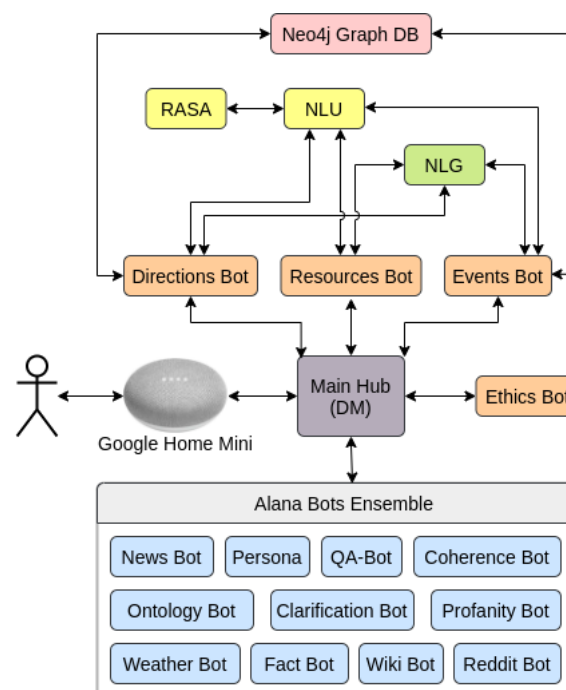 Neo4j Graph DB
RASA
NLU
NLG
Directions Bot
Resources Bot
Events Bot
Main Hub
(DM)
Google Home Mini
Ethics Bot
Alana Bots Ensemble
News Bot
Persona
QA-Bot
Coherence Bot
Ontology Bot
Clarification Bot
Profanity Bot
Weather Bot
Fact Bot
Wiki Bot
Reddit Bot